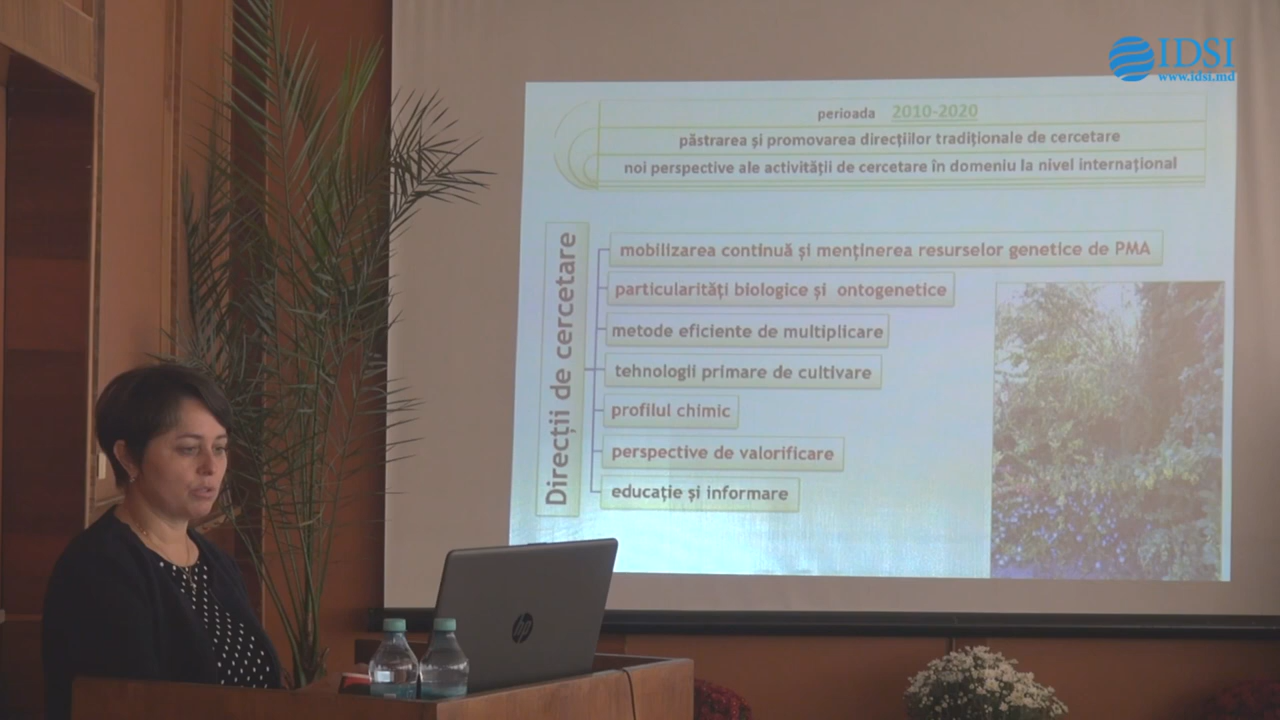 IDSI
www.idsi.md
perioada 2010-2020
păstrarea și promovarea direcțiilor tradiționale de cercetare
noi perspective ale activității de cercetare în domeniu la nivel internațional
Direcții de cercetare
mobilizarea continuă și menținerea resurselor genetice de PMA
particularități biologice și ontogenetice
metode eficiente de multiplicare
tehnologii primare de cultivare
profilul chimic
perspective de valorificare
educație și informare
hp